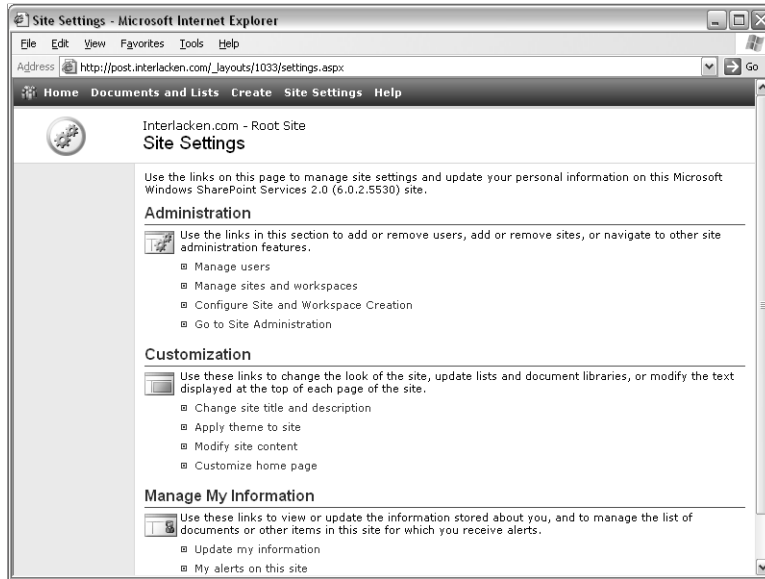 Site Settings - Microsoft Internet Explorer
File Edit View Favorites Tools Help
Address http://post.interlacken.com/_layouts/1033/settings.aspx Go
Home Documents and Lists Create Site Settings Help
Interlacken.com - Root Site
Site Settings
Use the links on this page to manage site settings and update your personal information on this Microsoft
Windows SharePoint Services 2.0 (6.0.2.5530) site.
Administration
Use the links in this section to add or remove users, add or remove sites, or navigate to other site
administration features.
Manage users
Manage sites and workspaces
Configure Site and Workspace Creation
Go to Site Administration
Customization
Use these links to change the look of the site, update lists and document libraries, or modify the text
displayed at the top of each page of the site.
Change site title and description
Apply theme to site
Modify site content
Customize home page
Manage My Information
Use these links to view or update the information stored about you, and to manage the list of
documents or other items in this site for which you receive alerts.
Update my information
My alerts on this site